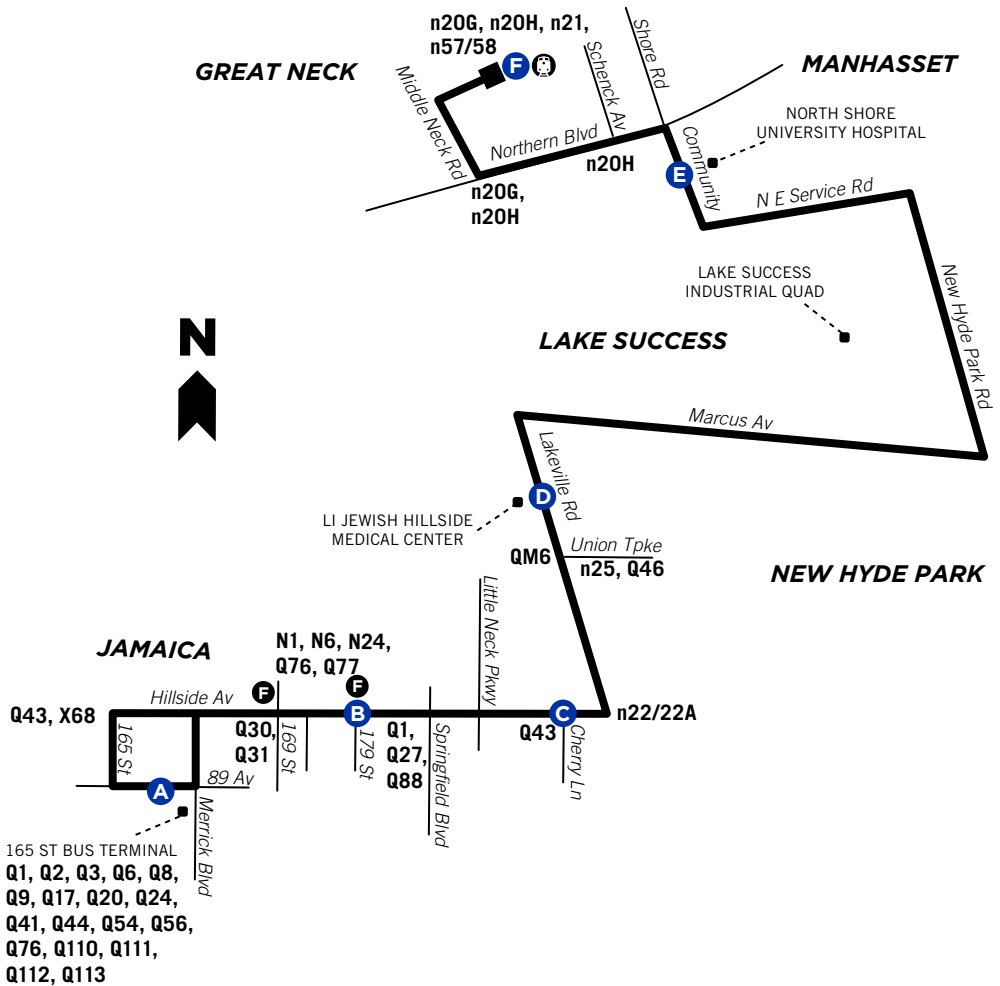 n20G, n20H, n21,
n57/58
F
GREAT NECK
MANHASSET
Shore Rd
Schenck Av
Middle Neck Rd
Northern Blvd
NORTH SHORE
UNIVERSITY HOSPITAL
Community
n20H
E
n20G,
n20H
N E Service Rd
LAKE SUCCESS
INDUSTRIAL QUAD
New Hyde Park Rd
N
LAKE SUCCESS
Marcus Av
Lakeville Rd
D
LI JEWISH HILLSIDE
MEDICAL CENTER
QM6
Union Tpke
n25, Q46
NEW HYDE PARK
Little Neck Pkwy
JAMAICA
N1, N6, N24,
Q76, Q77
Hillside Av
F
F
Q43, X68
B
C
n22/22A
165 St
Q30,
Q31
169 St
179 St
Q1,
Q27,
Q88
Springfield Blvd
Q43
Cherry Ln
89 Av
A
Merrick Blvd
165 ST BUS TERMINAL
Q1, Q2, Q3, Q6, Q8,
Q9, Q17, Q20, Q24,
Q41, Q44, Q54, Q56,
Q76, Q110, Q111,
Q112, Q113